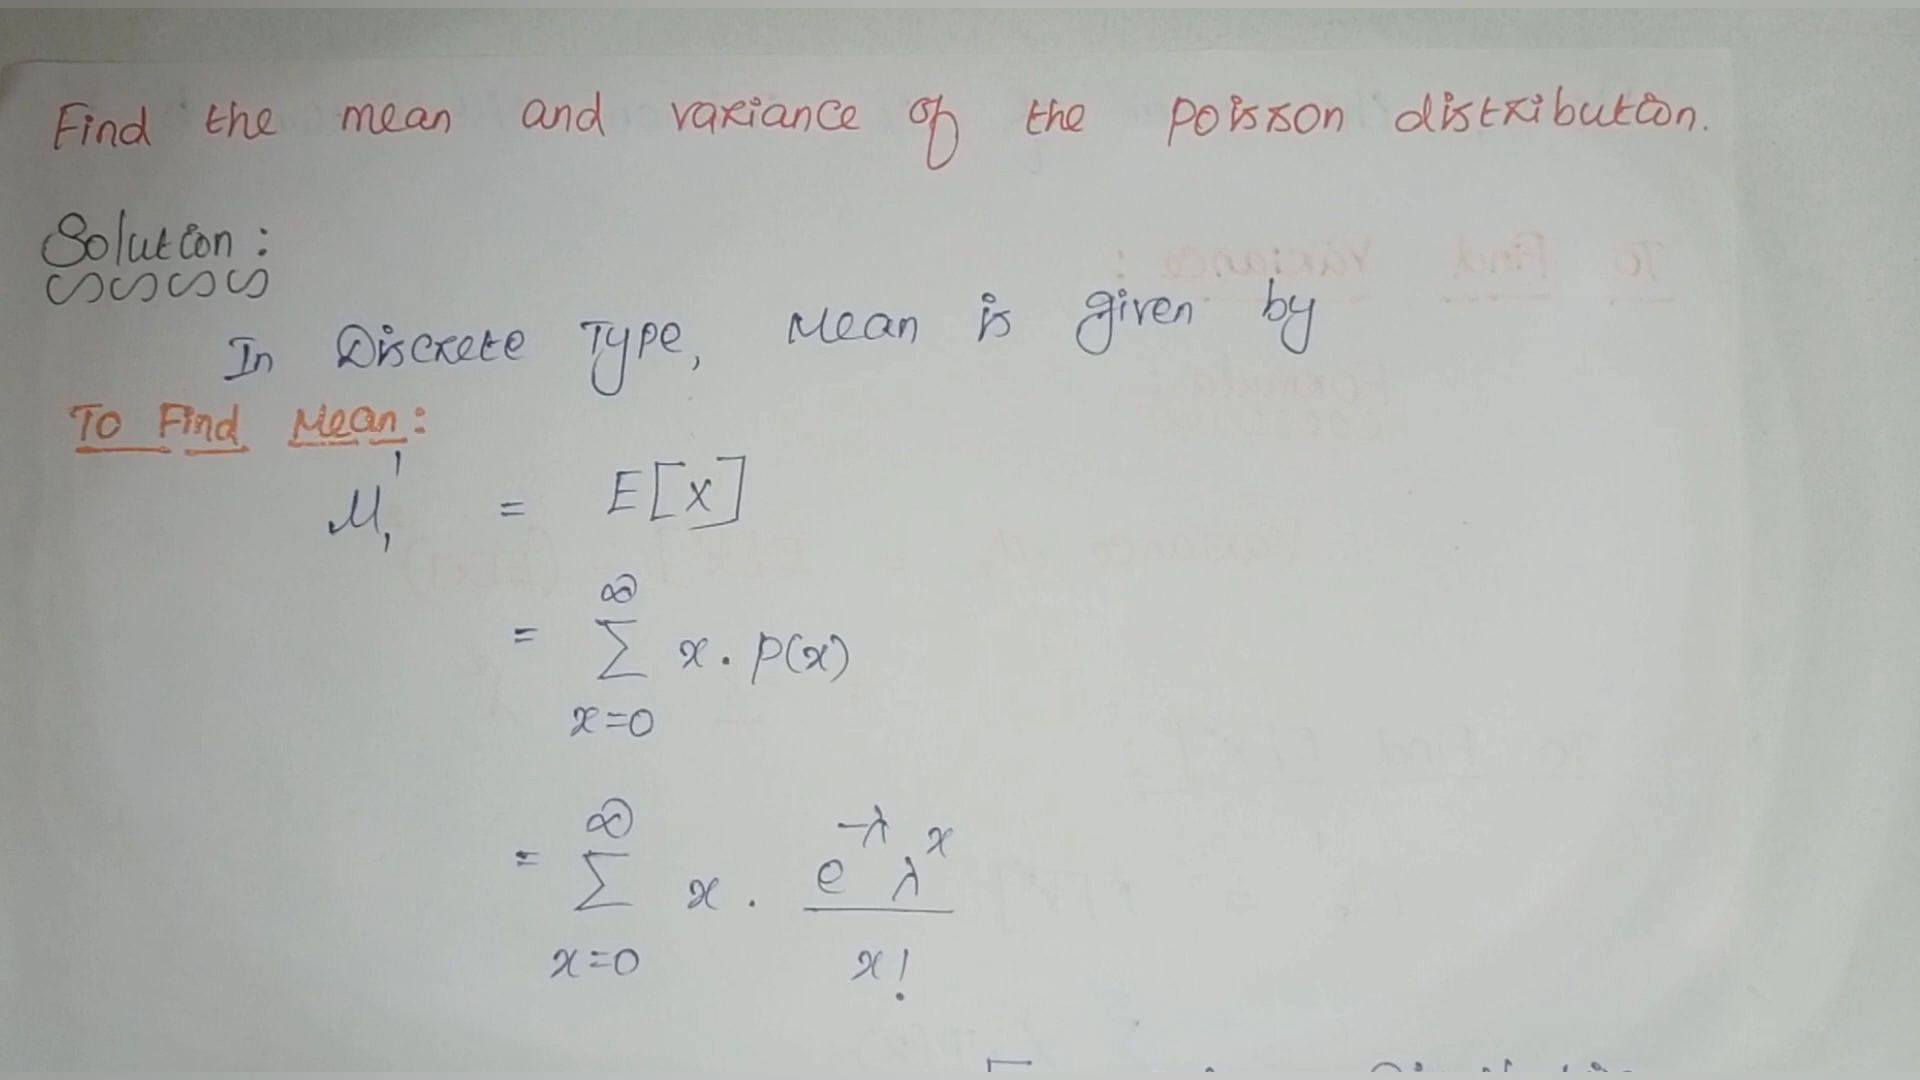 Find the mean and variance of the poisson distribution.
Solution:
In Discrete Type, Mean is given by
To Find Mean:
μ₁' = E[x]
= ∞ Σ x=0 x . p(x)
= ∞ Σ x=0 x . e^-λ λ^x / x!